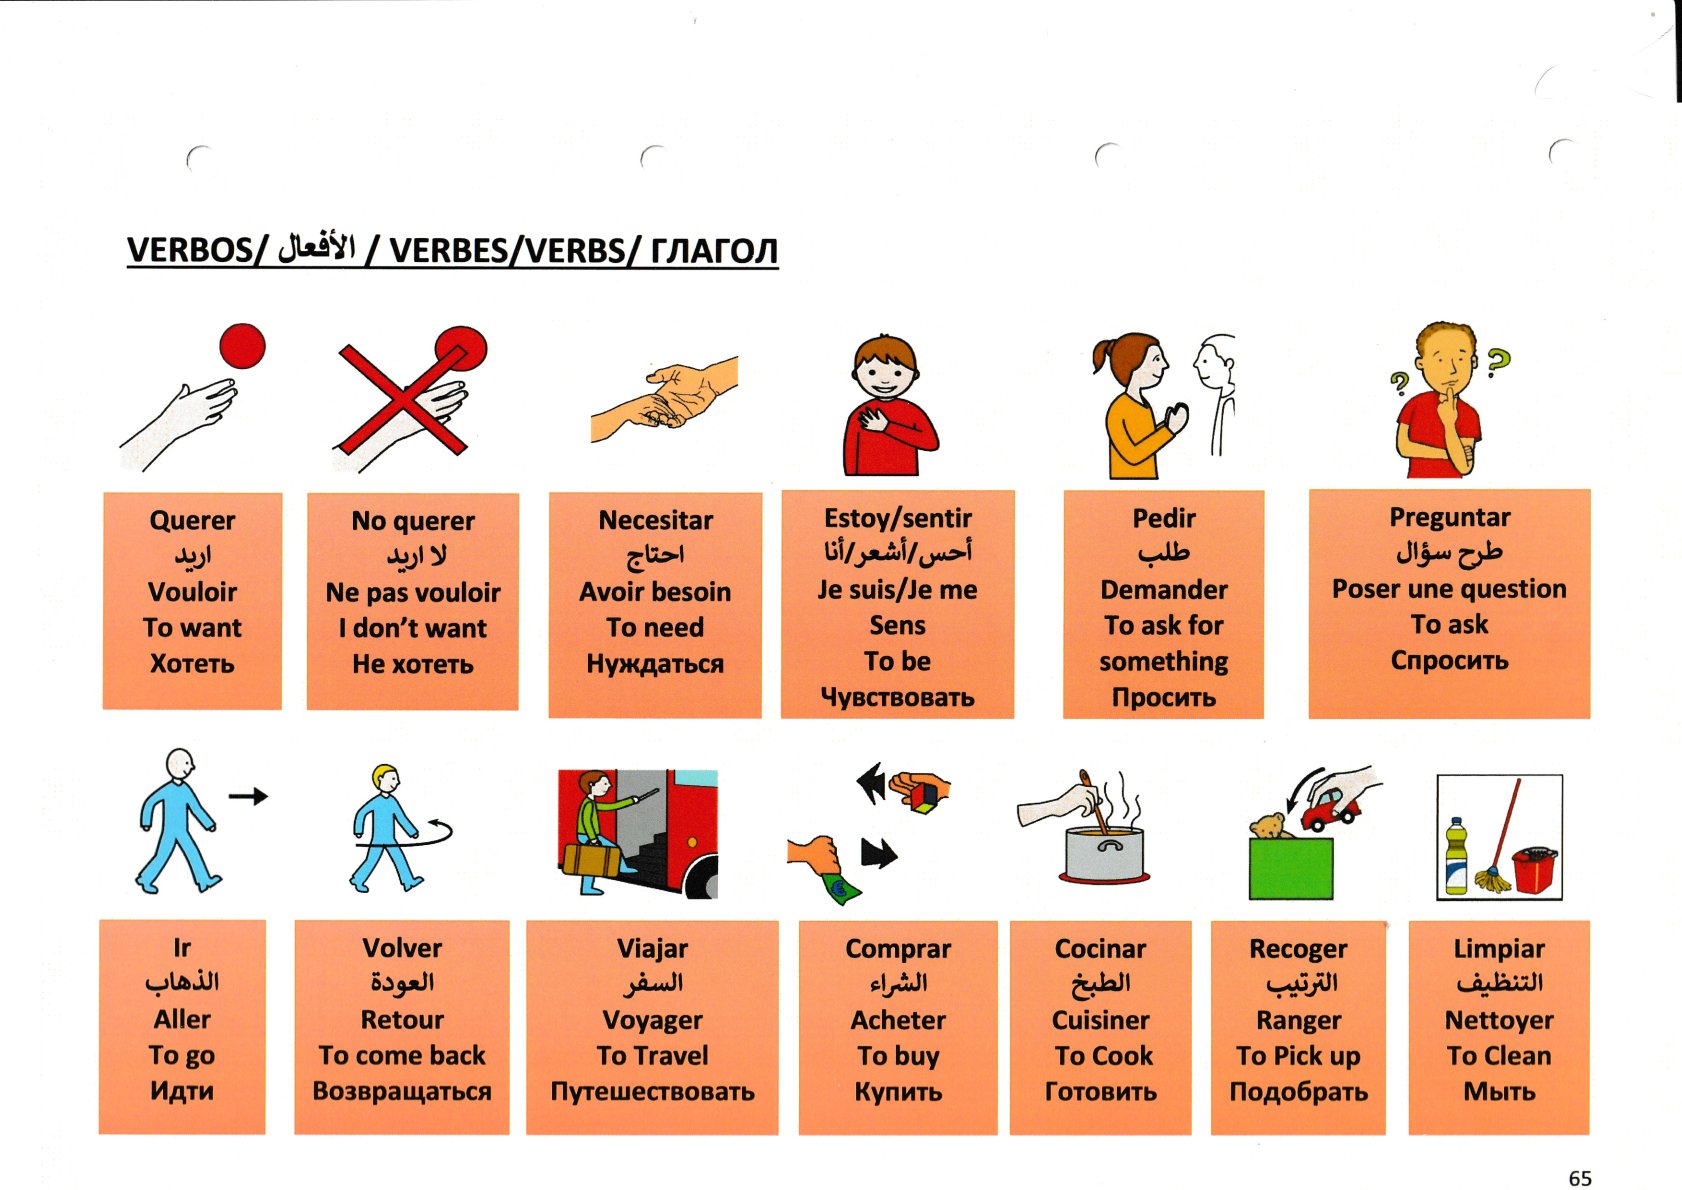 VERBOS/ الأفعال / VERBES/VERBS/ ГЛАГОЛ
Querer
اريد
Vouloir
To want
Хотеть
No querer
لا اريد
Ne pas vouloir
I don't want
Не хотеть
Necesitar
احتاج
Avoir besoin
To need
Нуждаться
Estoy/sentir
أحس/أشعر/أنا
Je suis/Je me
Sens
To be
Чувствовать
Pedir
طلب
Demander
To ask for
something
Просить
Preguntar
طرح سؤال
Poser une question
To ask
Спросить
Ir
الذهاب
Aller
To go
Идти
Volver
العودة
Retour
To come back
Возвращаться
Viajar
السفر
Voyager
To Travel
Путешествовать
Comprar
الشراء
Acheter
To buy
Купить
Cocinar
الطبخ
Cuisiner
To Cook
Готовить
Recoger
الترتيب
Ranger
To Pick up
Подобрать
Limpiar
التنظيف
Nettoyer
To Clean
Мыть
65